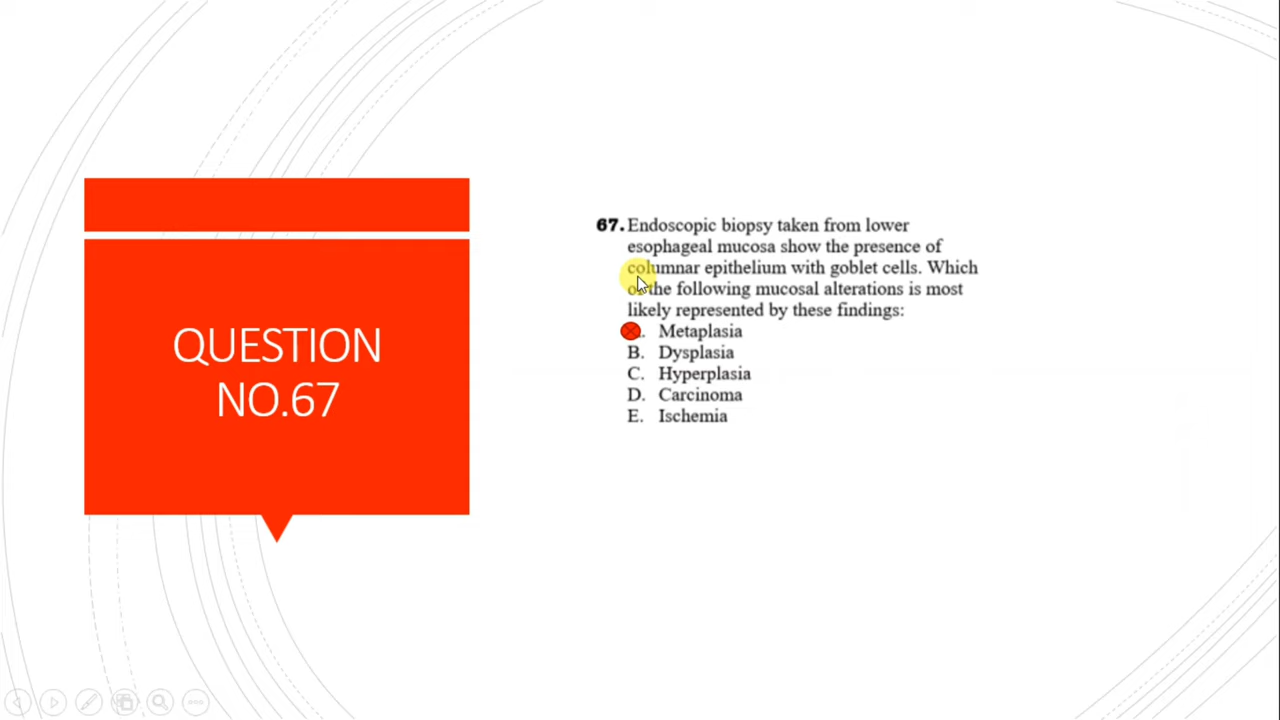 QUESTION
NO.67
67. Endoscopic biopsy taken from lower
esophageal mucosa show the presence of
columnar epithelium with goblet cells. Which
of the following mucosal alterations is most
likely represented by these findings:
Metaplasia
B. Dysplasia
C. Hyperplasia
D. Carcinoma
E. Ischemia